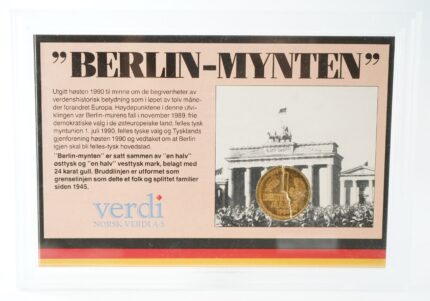 "BERLIN-MYNTEN"
Utgitt høsten 1990 til minne om de begivenheter av
verdenshistorisk betydning som i løpet av tolv måne-
der forandret Europa. Høydepunktene i denne utvi-
klingen var Berlin-murens fall i november 1989, frie
demokratiske valg i de østeuropeiske land, felles tysk
myntunion 1. juli 1990, felles tyske valg og Tysklands
gjenforening høsten 1990 og vedtaket om at Berlin
igjen skal bli felles-tysk hovedstad.
"Berlin-mynten" er satt sammen av "en halv"
osttysk og "en halv" vesttysk mark, belagt med
24 karat gull. Bruddlinjen er utformet som
grenselinjen som delte et folk og splittet familier
siden 1945.
verdi
NORSK VERDI A·S